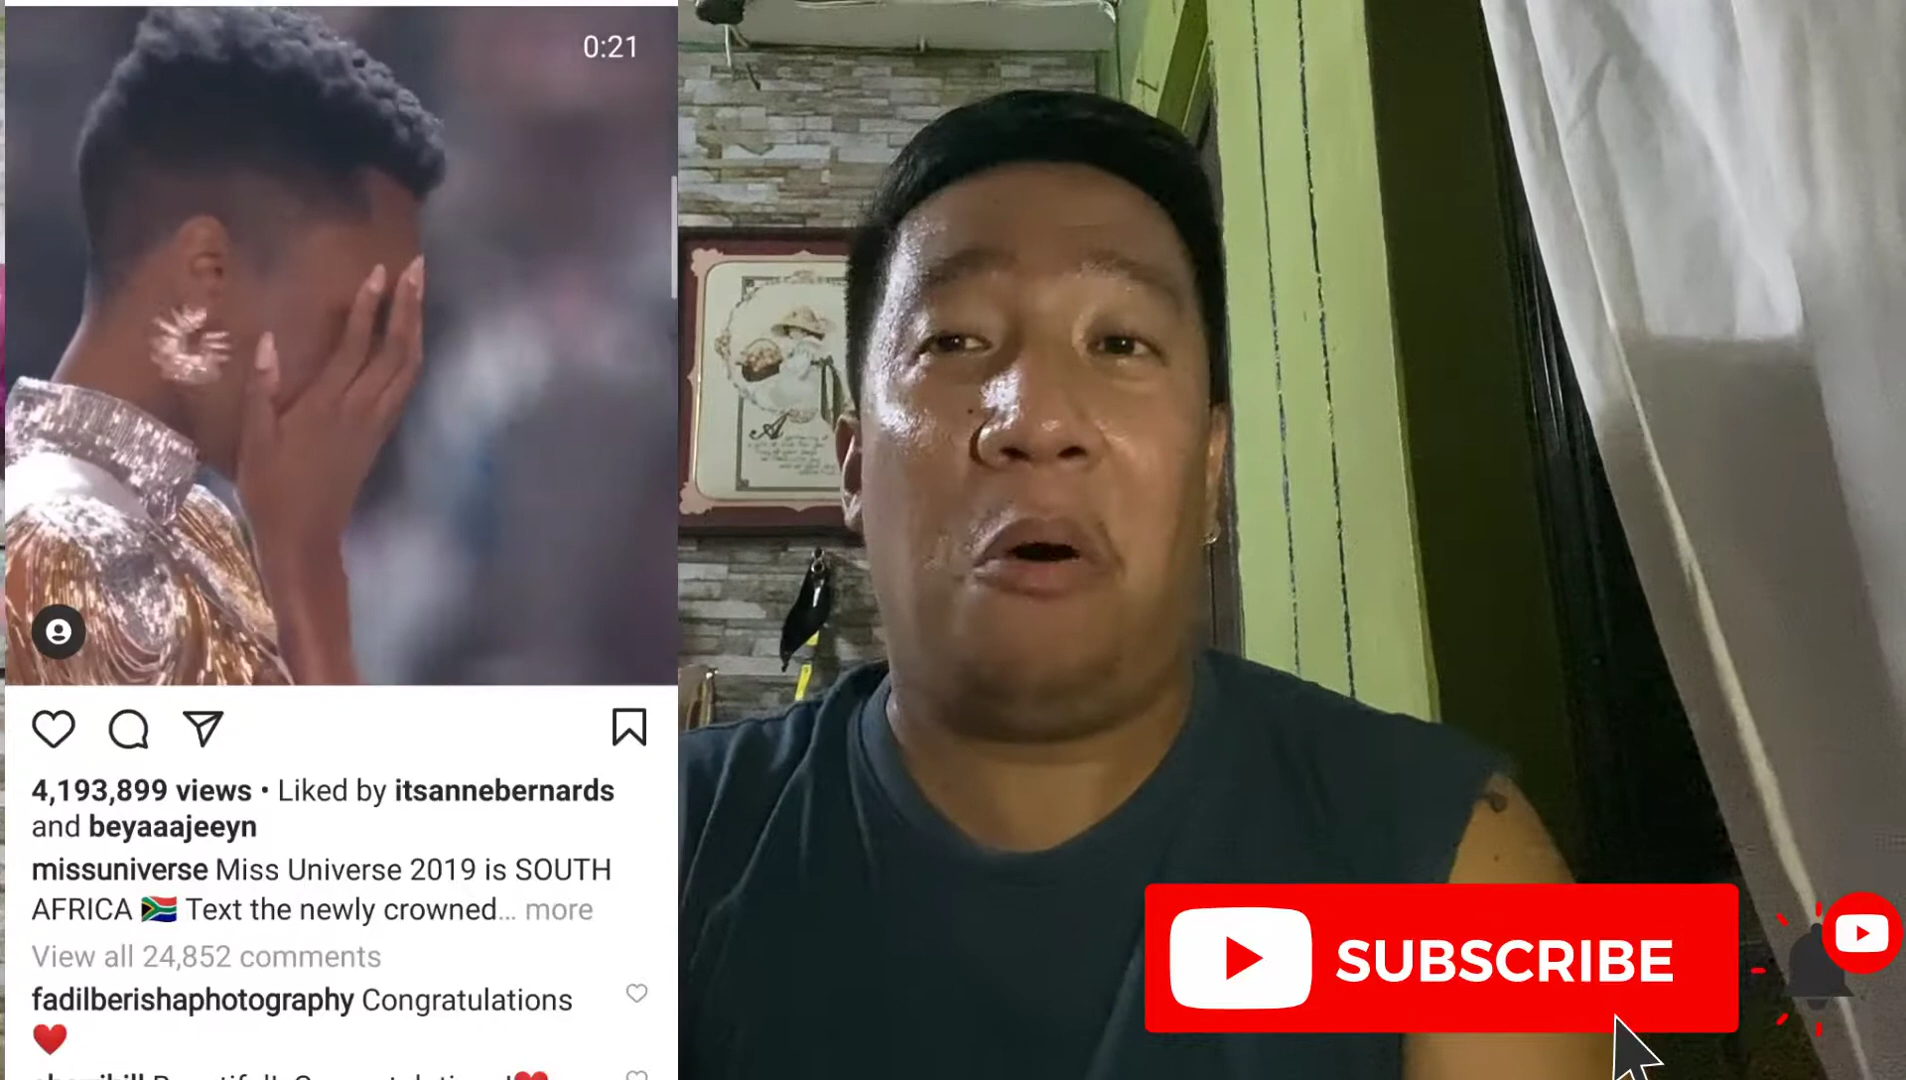 0:21
4,193,899 views • Liked by itsannebernards
and beyaaajeeyn
missuniverse Miss Universe 2019 is SOUTH
AFRICA 🇿🇦 Text the newly crowned... more
View all 24,852 comments
fadilberishaphotography Congratulations
❤️
SUBSCRIBE